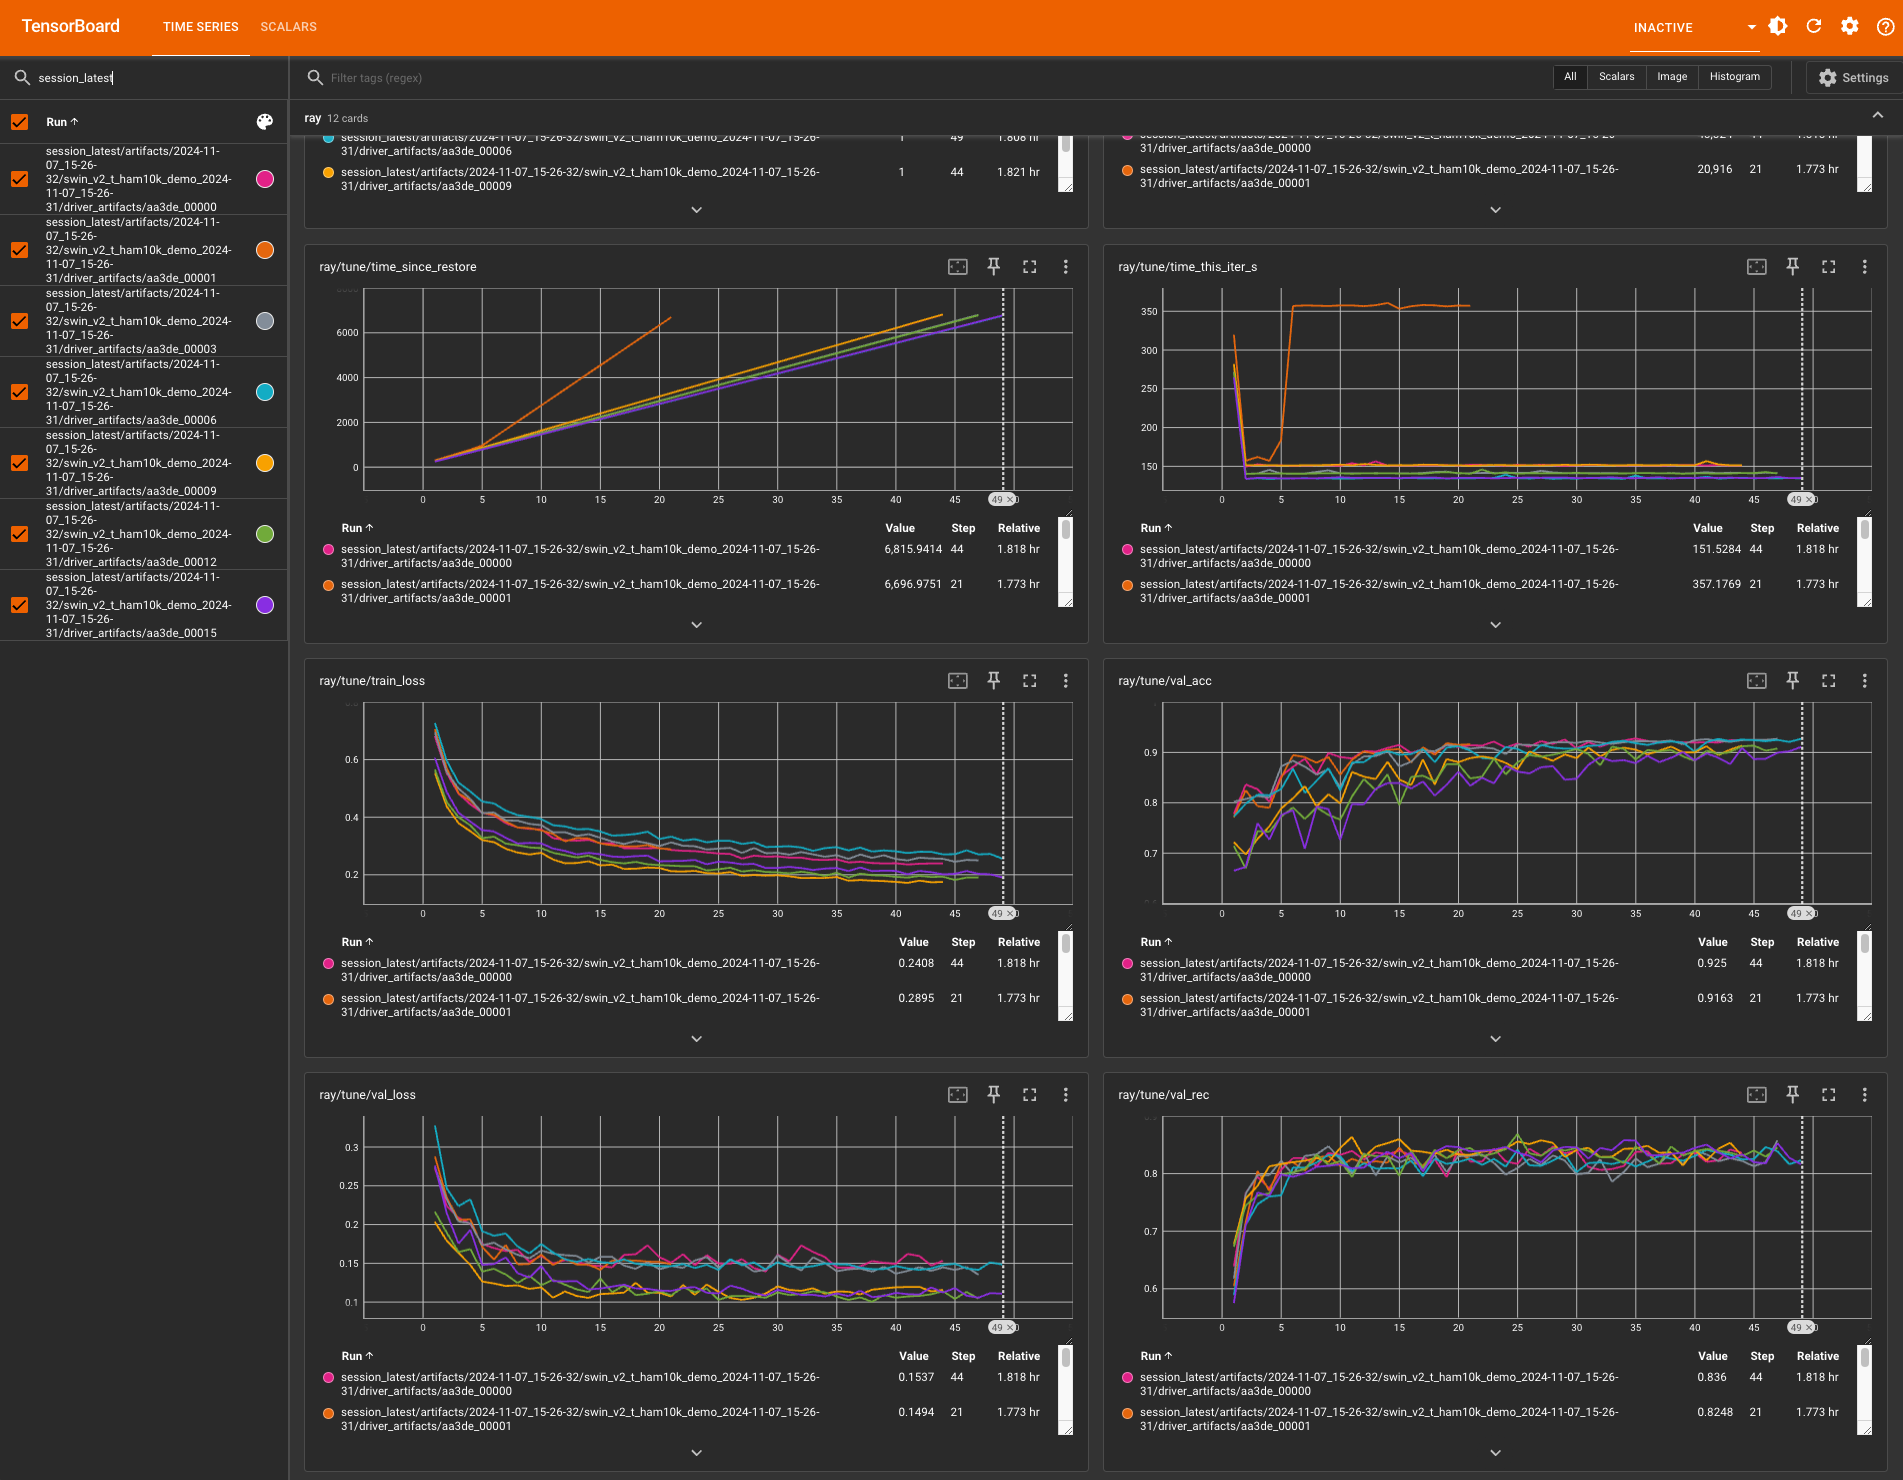 TensorBoard
TIME SERIES
SCALARS
INACTIVE
session_latest
Filter tags (regex)
All
Scalars
Image
Histogram
Settings
Run ↑
session_latest/artifacts/2024-11-
07_15-26-
32/swin_v2_t_ham10k_demo_2024-
11-07_15-26-
31/driver_artifacts/aa3de_00000
session_latest/artifacts/2024-11-
07_15-26-
32/swin_v2_t_ham10k_demo_2024-
11-07_15-26-
31/driver_artifacts/aa3de_00001
session_latest/artifacts/2024-11-
07_15-26-
32/swin_v2_t_ham10k_demo_2024-
11-07_15-26-
31/driver_artifacts/aa3de_00003
session_latest/artifacts/2024-11-
07_15-26-
32/swin_v2_t_ham10k_demo_2024-
11-07_15-26-
31/driver_artifacts/aa3de_00006
session_latest/artifacts/2024-11-
07_15-26-
32/swin_v2_t_ham10k_demo_2024-
11-07_15-26-
31/driver_artifacts/aa3de_00009
session_latest/artifacts/2024-11-
07_15-26-
32/swin_v2_t_ham10k_demo_2024-
11-07_15-26-
31/driver_artifacts/aa3de_00012
session_latest/artifacts/2024-11-
07_15-26-
32/swin_v2_t_ham10k_demo_2024-
11-07_15-26-
31/driver_artifacts/aa3de_00015
ray 12 cards
session_latest/artifacts/2024-11-07_15-26-32/swin_v2_t_ham10k_demo_2024-11-07_15-26- 1 49 1.808 hr
31/driver_artifacts/aa3de_00006
session_latest/artifacts/2024-11-07_15-26-32/swin_v2_t_ham10k_demo_2024-11-07_15-26- 1 44 1.821 hr
31/driver_artifacts/aa3de_00009
31/driver_artifacts/aa3de_00000
session_latest/artifacts/2024-11-07_15-26-32/swin_v2_t_ham10k_demo_2024-11-07_15-26- 20,916 21 1.773 hr
31/driver_artifacts/aa3de_00001
ray/tune/time_since_restore
6000
4000
2000
0
0 5 10 15 20 25 30 35 40 45 49 ×
Run ↑ Value Step Relative
session_latest/artifacts/2024-11-07_15-26-32/swin_v2_t_ham10k_demo_2024-11-07_15-26- 6,815.9414 44 1.818 hr
31/driver_artifacts/aa3de_00000
session_latest/artifacts/2024-11-07_15-26-32/swin_v2_t_ham10k_demo_2024-11-07_15-26- 6,696.9751 21 1.773 hr
31/driver_artifacts/aa3de_00001
ray/tune/time_this_iter_s
350
300
250
200
150
0 5 10 15 20 25 30 35 40 45 49 ×
Run ↑ Value Step Relative
session_latest/artifacts/2024-11-07_15-26-32/swin_v2_t_ham10k_demo_2024-11-07_15-26- 151.5284 44 1.818 hr
31/driver_artifacts/aa3de_00000
session_latest/artifacts/2024-11-07_15-26-32/swin_v2_t_ham10k_demo_2024-11-07_15-26- 357.1769 21 1.773 hr
31/driver_artifacts/aa3de_00001
ray/tune/train_loss
0.6
0.4
0.2
0 5 10 15 20 25 30 35 40 45 49 ×
Run ↑ Value Step Relative
session_latest/artifacts/2024-11-07_15-26-32/swin_v2_t_ham10k_demo_2024-11-07_15-26- 0.2408 44 1.818 hr
31/driver_artifacts/aa3de_00000
session_latest/artifacts/2024-11-07_15-26-32/swin_v2_t_ham10k_demo_2024-11-07_15-26- 0.2895 21 1.773 hr
31/driver_artifacts/aa3de_00001
ray/tune/val_acc
0.9
0.8
0.7
0 5 10 15 20 25 30 35 40 45 49 ×
Run ↑ Value Step Relative
session_latest/artifacts/2024-11-07_15-26-32/swin_v2_t_ham10k_demo_2024-11-07_15-26- 0.925 44 1.818 hr
31/driver_artifacts/aa3de_00000
session_latest/artifacts/2024-11-07_15-26-32/swin_v2_t_ham10k_demo_2024-11-07_15-26- 0.9163 21 1.773 hr
31/driver_artifacts/aa3de_00001
ray/tune/val_loss
0.3
0.25
0.2
0.15
0.1
0 5 10 15 20 25 30 35 40 45 49 ×
Run ↑ Value Step Relative
session_latest/artifacts/2024-11-07_15-26-32/swin_v2_t_ham10k_demo_2024-11-07_15-26- 0.1537 44 1.818 hr
31/driver_artifacts/aa3de_00000
session_latest/artifacts/2024-11-07_15-26-32/swin_v2_t_ham10k_demo_2024-11-07_15-26- 0.1494 21 1.773 hr
31/driver_artifacts/aa3de_00001
ray/tune/val_rec
0.8
0.7
0.6
0 5 10 15 20 25 30 35 40 45 49 ×
Run ↑ Value Step Relative
session_latest/artifacts/2024-11-07_15-26-32/swin_v2_t_ham10k_demo_2024-11-07_15-26- 0.836 44 1.818 hr
31/driver_artifacts/aa3de_00000
session_latest/artifacts/2024-11-07_15-26-32/swin_v2_t_ham10k_demo_2024-11-07_15-26- 0.8248 21 1.773 hr
31/driver_artifacts/aa3de_00001